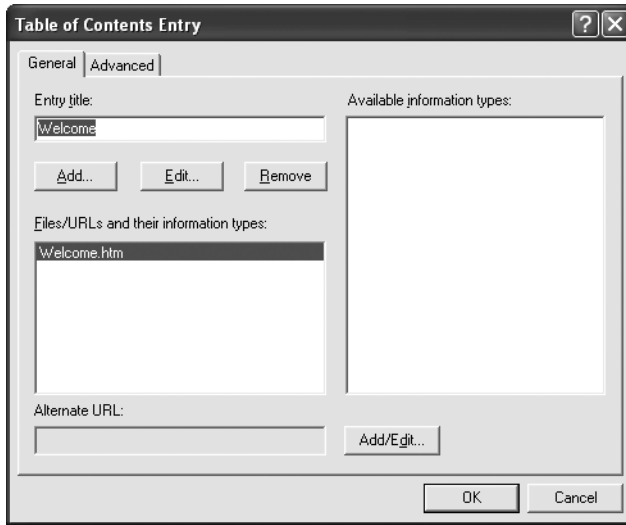 Table of Contents Entry
General Advanced
Entry title:
Welcome
Add... Edit... Remove
Files/URLs and their information types:
Welcome.htm
Alternate URL:
Available information types:
Add/Edit...
OK Cancel